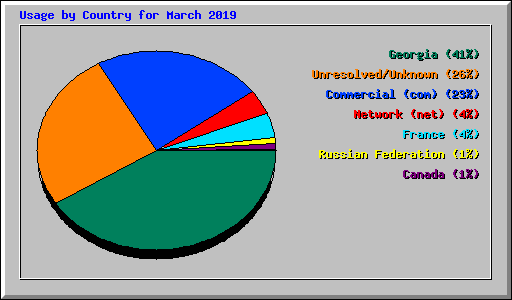 Usage by Country for March 2019
Georgia (41%)
Unresolved/Unknown (26%)
Commercial (com) (23%)
Network (net) (4%)
France (4%)
Russian Federation (1%)
Canada (1%)